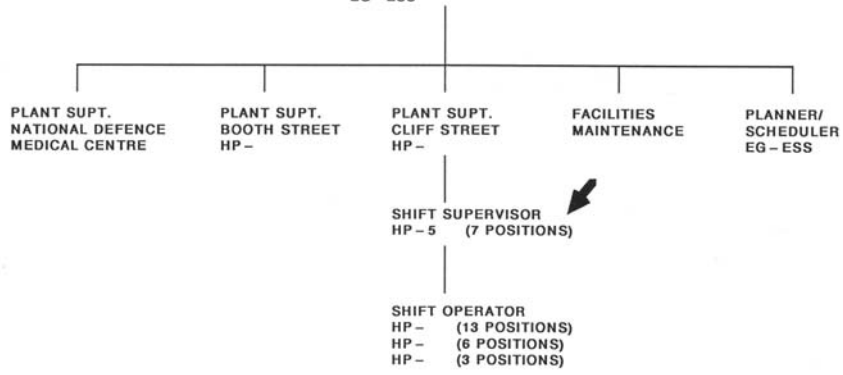 PLANT SUPT.
NATIONAL DEFENCE
MEDICAL CENTRE
PLANT SUPT.
BOOTH STREET
HP –
PLANT SUPT.
CLIFF STREET
HP –
FACILITIES
MAINTENANCE
PLANNER/
SCHEDULER
EG – ESS
SHIFT SUPERVISOR
HP – 5 (7 POSITIONS)
SHIFT OPERATOR
HP – (13 POSITIONS)
HP – (6 POSITIONS)
HP – (3 POSITIONS)